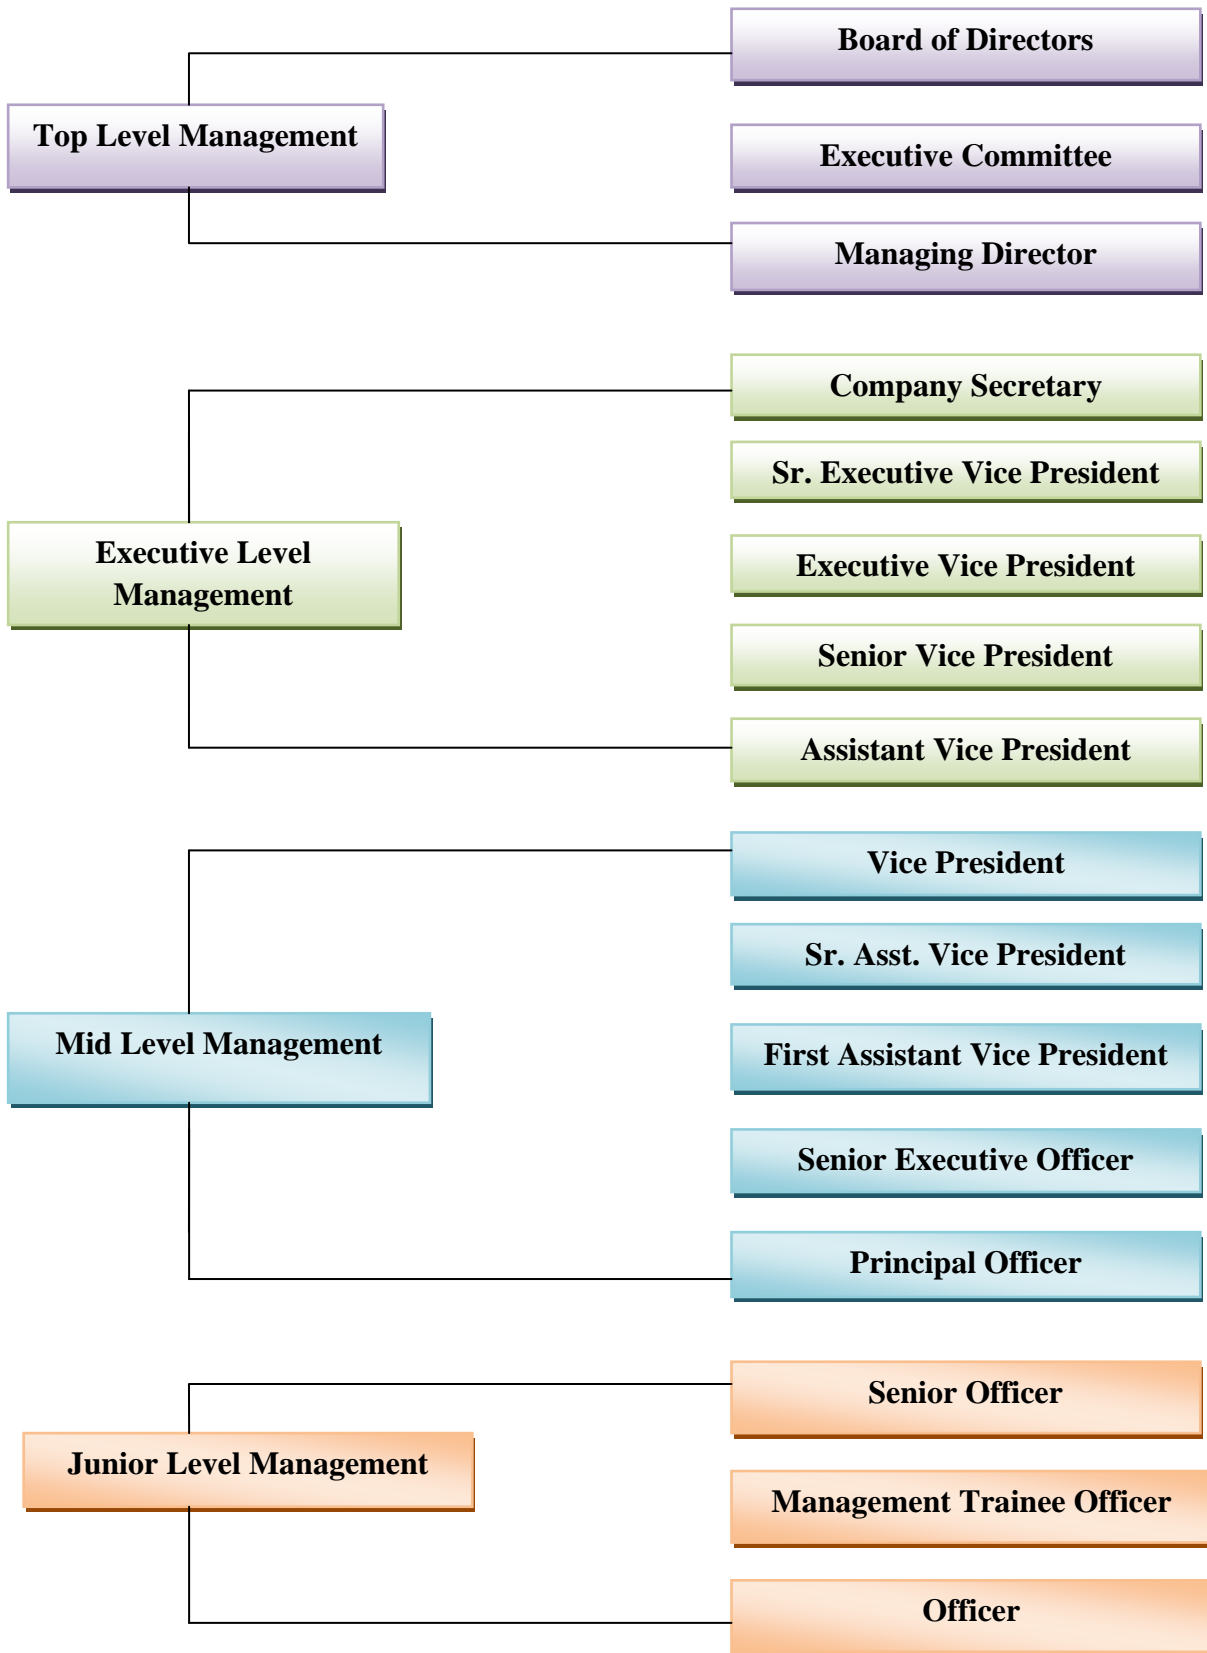 Board of Directors
Top Level Management
Executive Committee
Managing Director
Company Secretary
Sr. Executive Vice President
Executive Level
Management
Executive Vice President
Senior Vice President
Assistant Vice President
Vice President
Sr. Asst. Vice President
Mid Level Management
First Assistant Vice President
Senior Executive Officer
Principal Officer
Senior Officer
Junior Level Management
Management Trainee Officer
Officer